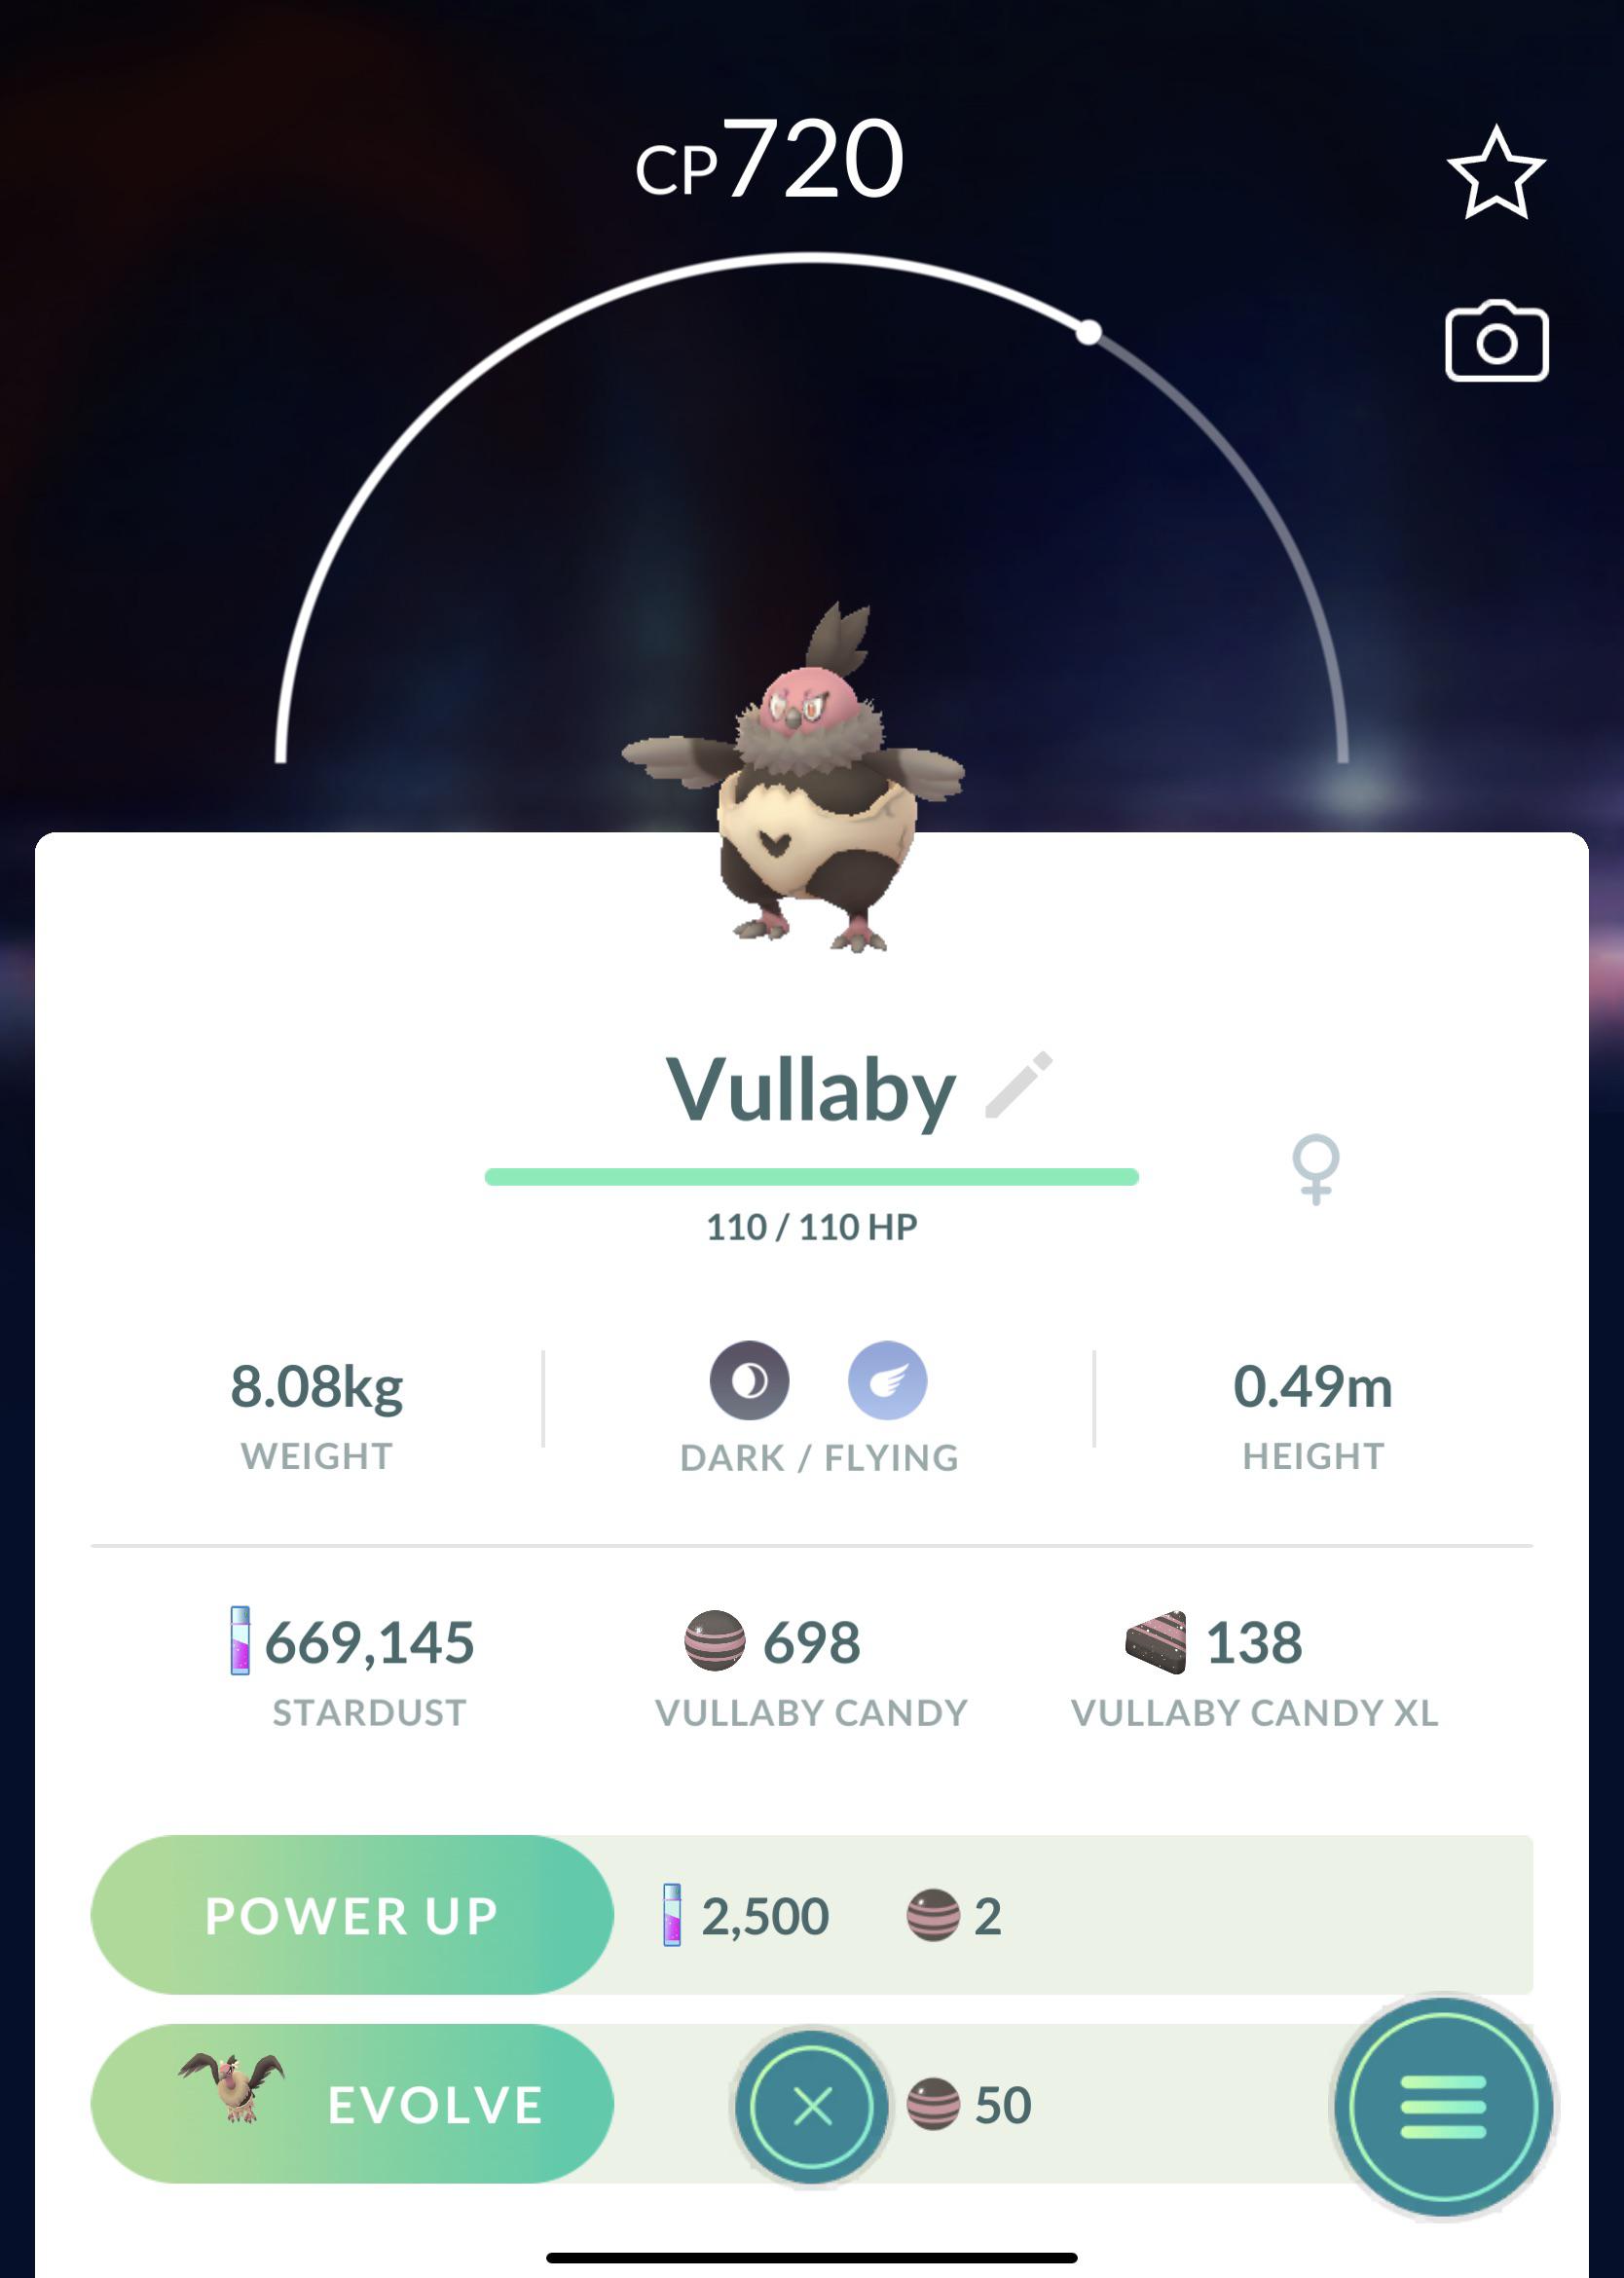 CP720
Vullaby
110 / 110 HP
8.08kg
WEIGHT
DARK / FLYING
0.49m
HEIGHT
669,145
STARDUST
698
VULLABY CANDY
138
VULLABY CANDY XL
POWER UP 2,500 2
EVOLVE 50